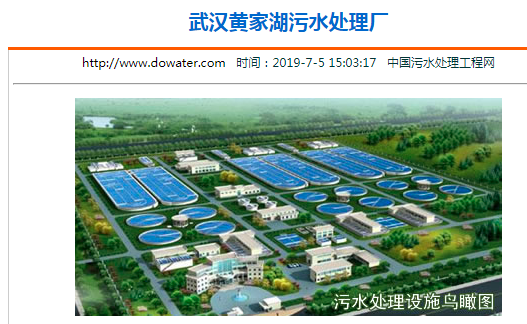 武汉黄家湖污水处理厂
http://www.dowater.com 时间：2019-7-5 15:03:17 中国污水处理工程网
污水处理设施鸟瞰图